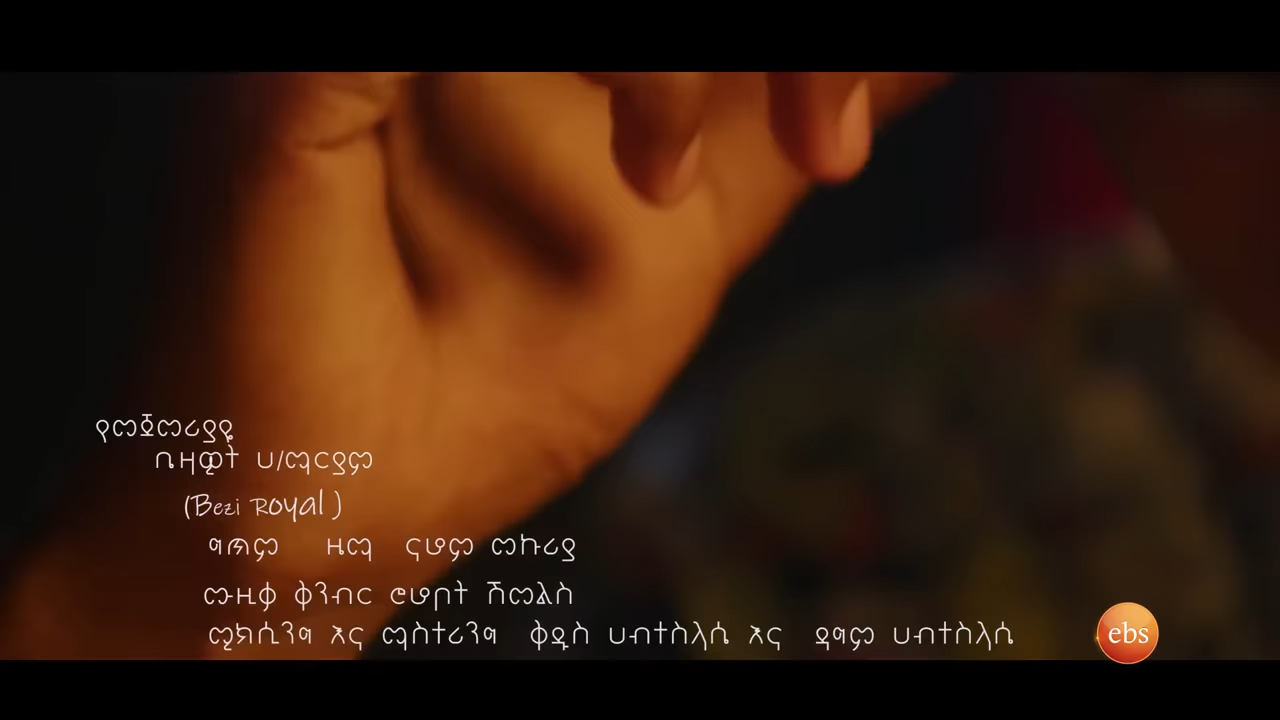 የመጀመሪያዬ
ቤዛዊት ሀ/ማርያም
(Bezi Royal)
ግጥም ዜማ ናሆም መኩሪያ
ሙዚቃ ቅንብር ሮሆቦት ሽመልስ
ሚክሲንግ እና ማስተሪንግ ቅዱስ ሀብተስላሴ እና ዳግም ሀብተስላሴ
ebs